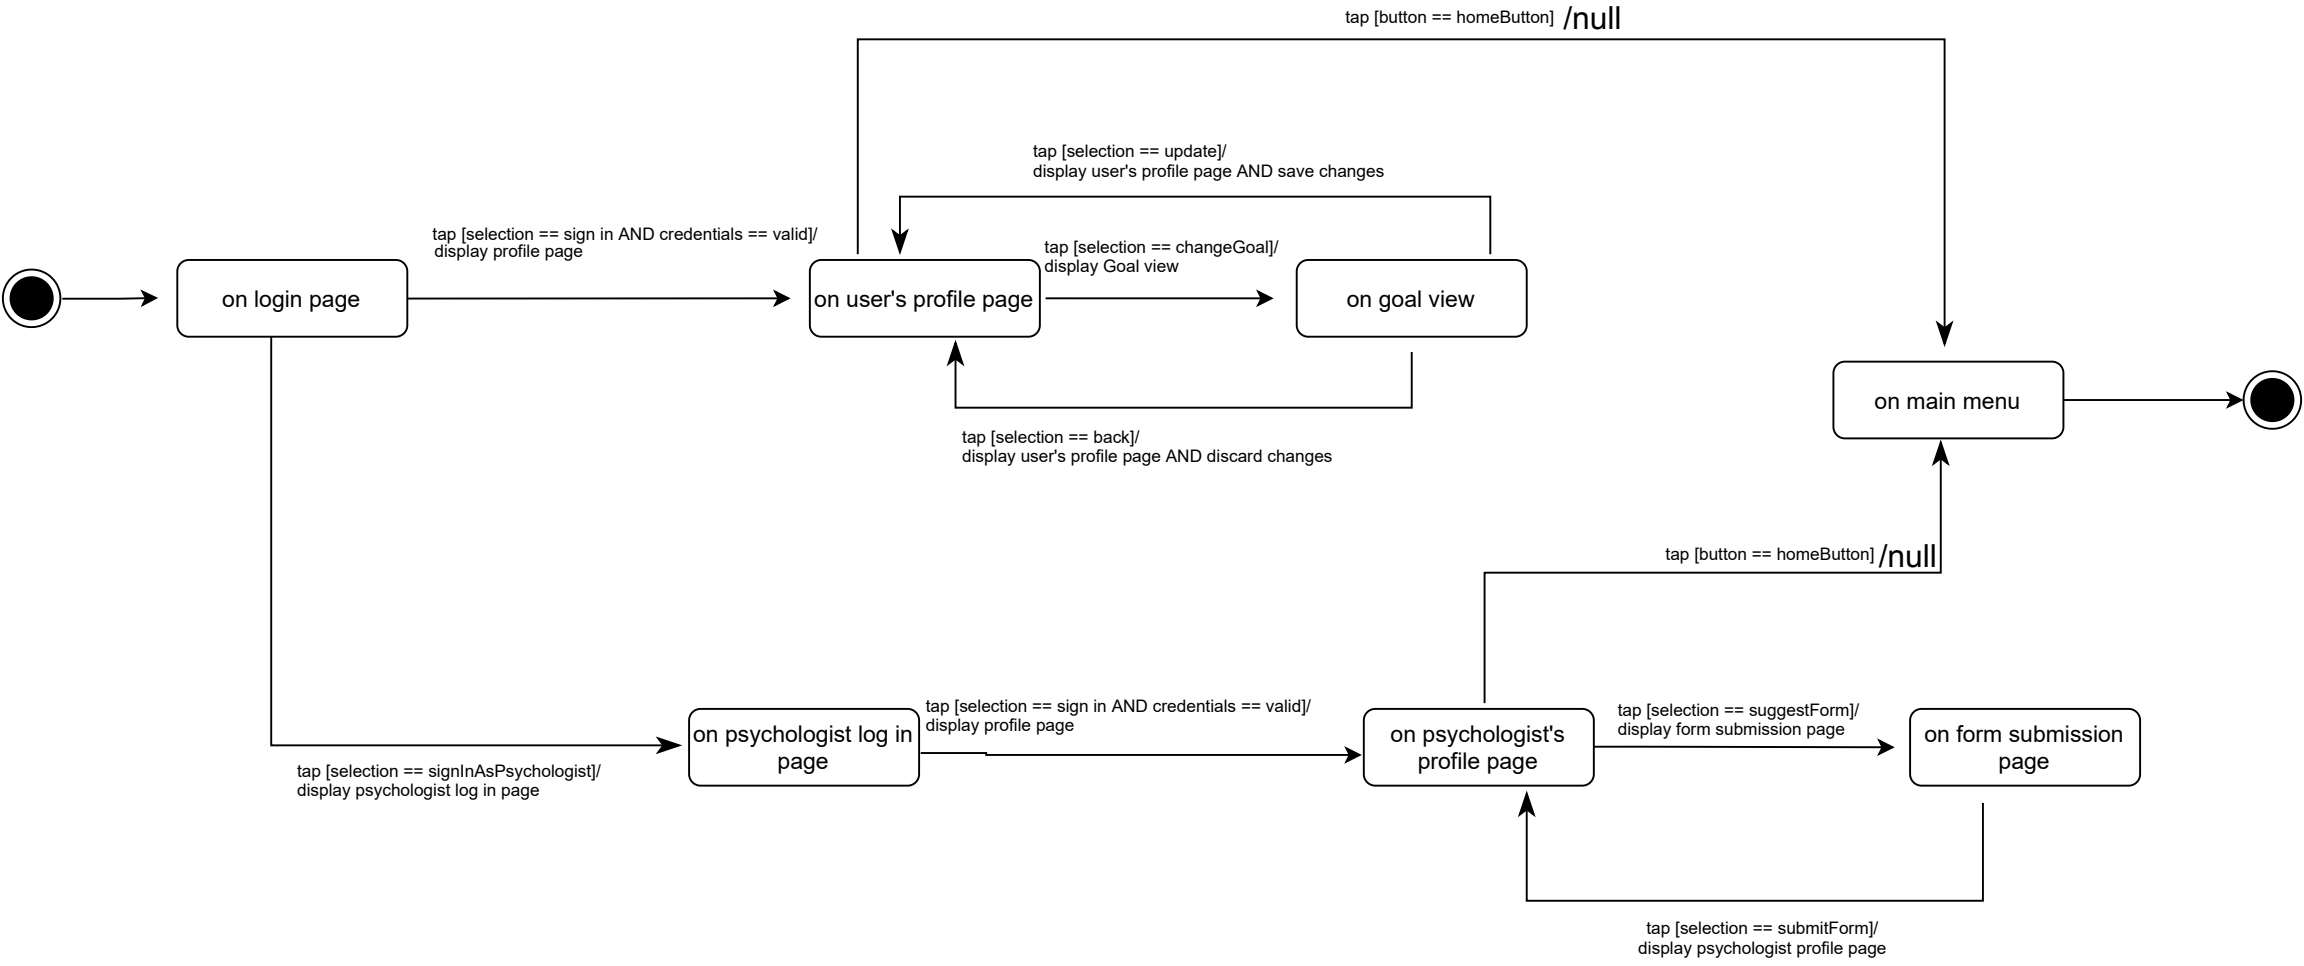 tap [button == homeButton] /null
tap [selection == update]/
display user's profile page AND save changes
tap [selection == sign in AND credentials == valid]/
display profile page
tap [selection == changeGoal]/
display Goal view
on login page
on user's profile page
on goal view
on main menu
tap [selection == back]/
display user's profile page AND discard changes
tap [button == homeButton] /null
tap [selection == sign in AND credentials == valid]/
display profile page
tap [selection == suggestForm]/
display form submission page
on psychologist log in
page
on psychologist's
profile page
on form submission
page
tap [selection == signInAsPsychologist]/
display psychologist log in page
tap [selection == submitForm]/
display psychologist profile page